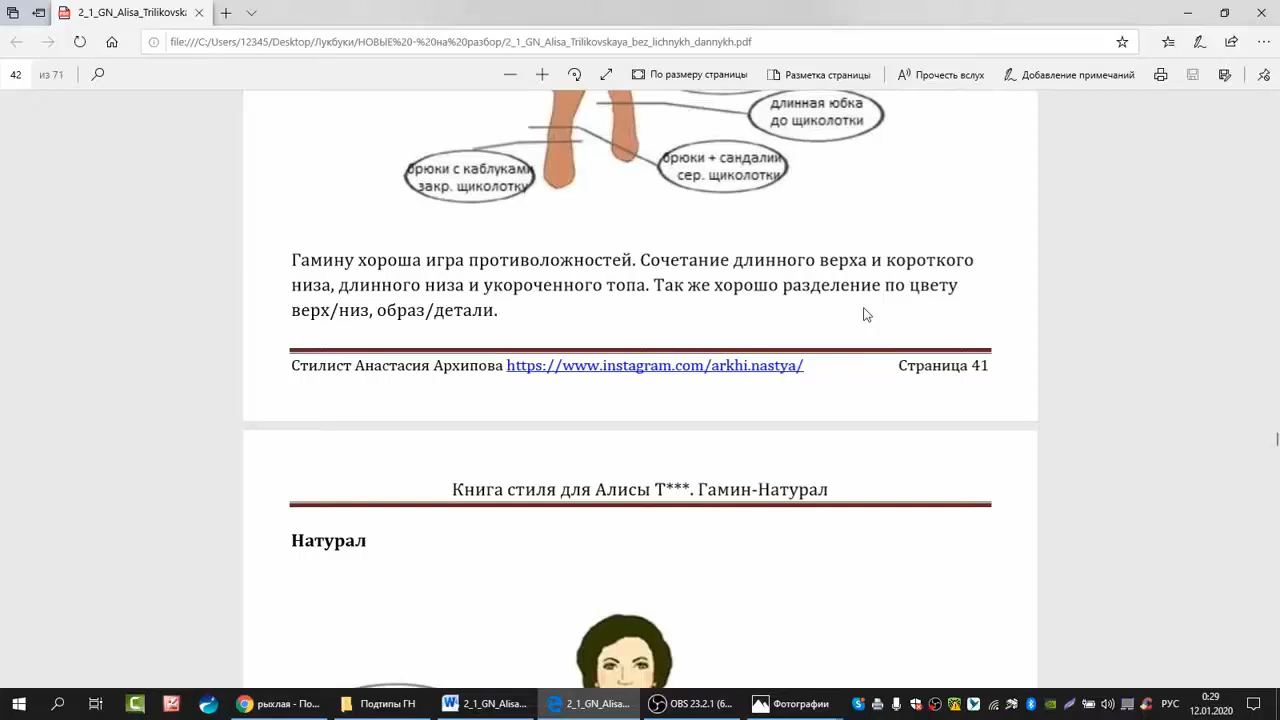 2_1_GN_Alisa_Trilikovska
file:///C:/Users/12345/Desktop/Лукбуки/НОВЫЕ%20-%20на%20разбор/2_1_GN_Alisa_Trilikovskaya_bez_lichnykh_dannykh.pdf
42 из 71
По размеру страницы
Разметка страницы
Прочесть вслух
Добавление примечаний
длинная юбка
до щиколотки
брюки с каблуками
закр. щиколотку
брюки + сандалии
сер. щиколотки
Гамину хороша игра противоложностей. Сочетание длинного верха и короткого
низа, длинного низа и укороченного топа. Так же хорошо разделение по цвету
верх/низ, образ/детали.
Стилист Анастасия Архипова https://www.instagram.com/arkhi.nastya/ Страница 41
Книга стиля для Алисы Т***. Гамин-Натурал
Натурал
рыхлая - По...
Подтипы ГН
2_1_GN_Alisa...
2_1_GN_Alisa...
OBS 23.2.1 (6...
Фотографии
РУС
0:29
12.01.2020